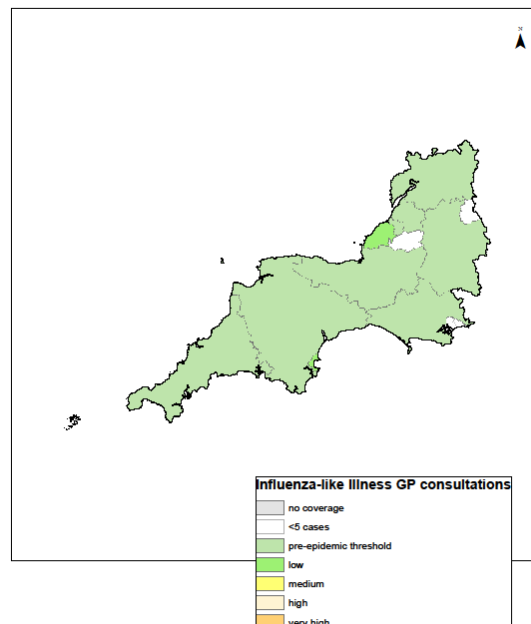 N
Influenza-like Illness GP consultations
no coverage
<5 cases
pre-epidemic threshold
low
medium
high
very high